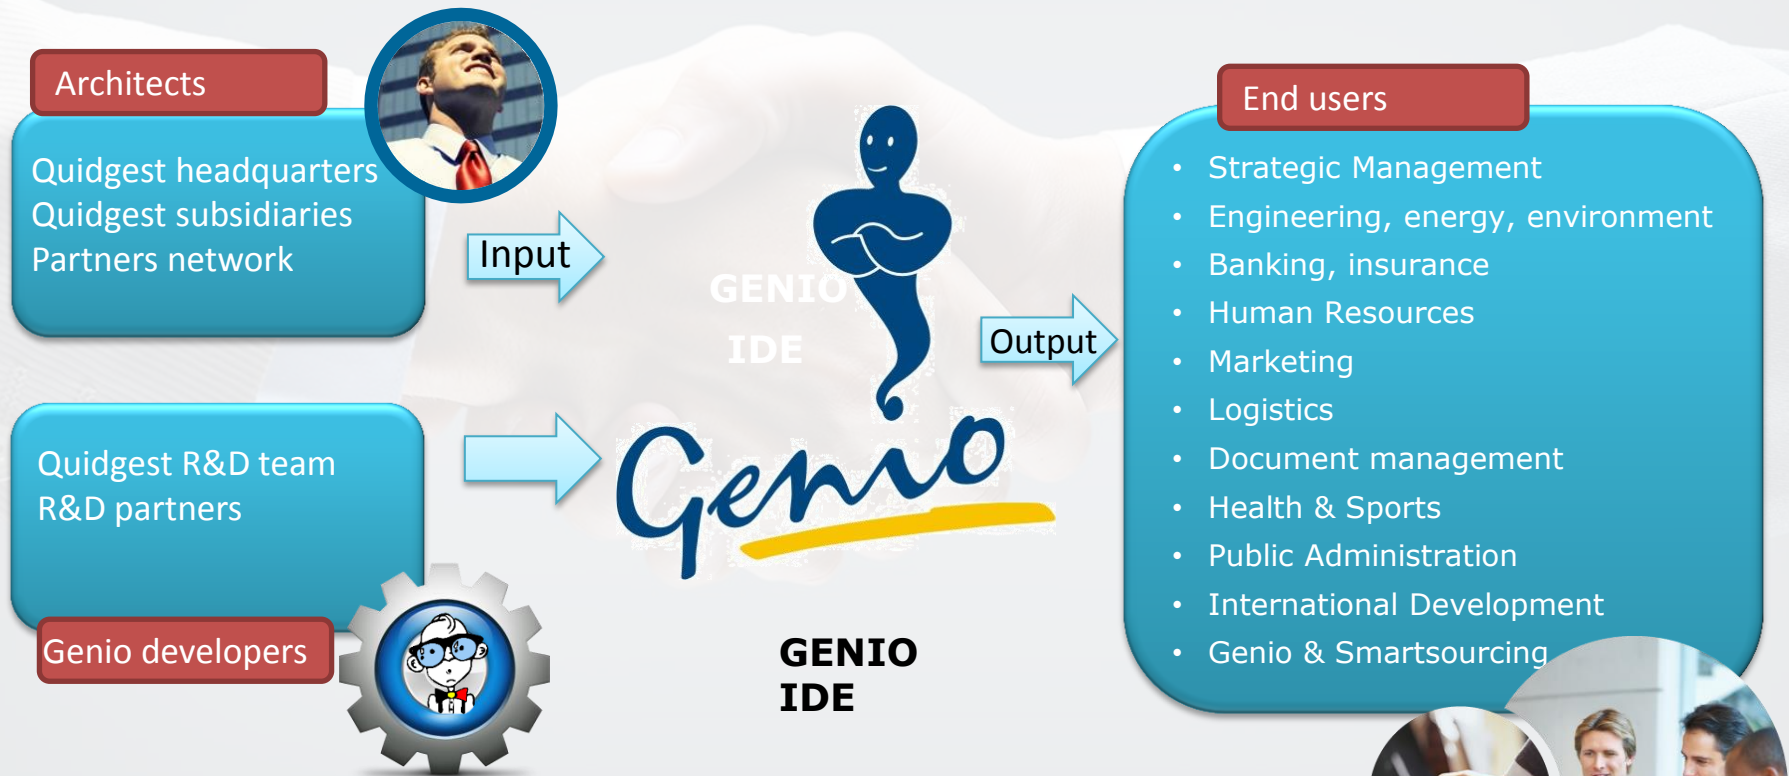 Architects
Quidgest headquarters
Quidgest subsidiaries
Partners network
Input
Quidgest R&D team
R&D partners
Genio developers
GENIO
IDE
Genio
GENIO
IDE
Output
End users
• Strategic Management
• Engineering, energy, environment
• Banking, insurance
• Human Resources
• Marketing
• Logistics
• Document management
• Health & Sports
• Public Administration
• International Development
• Genio & Smartsourcing